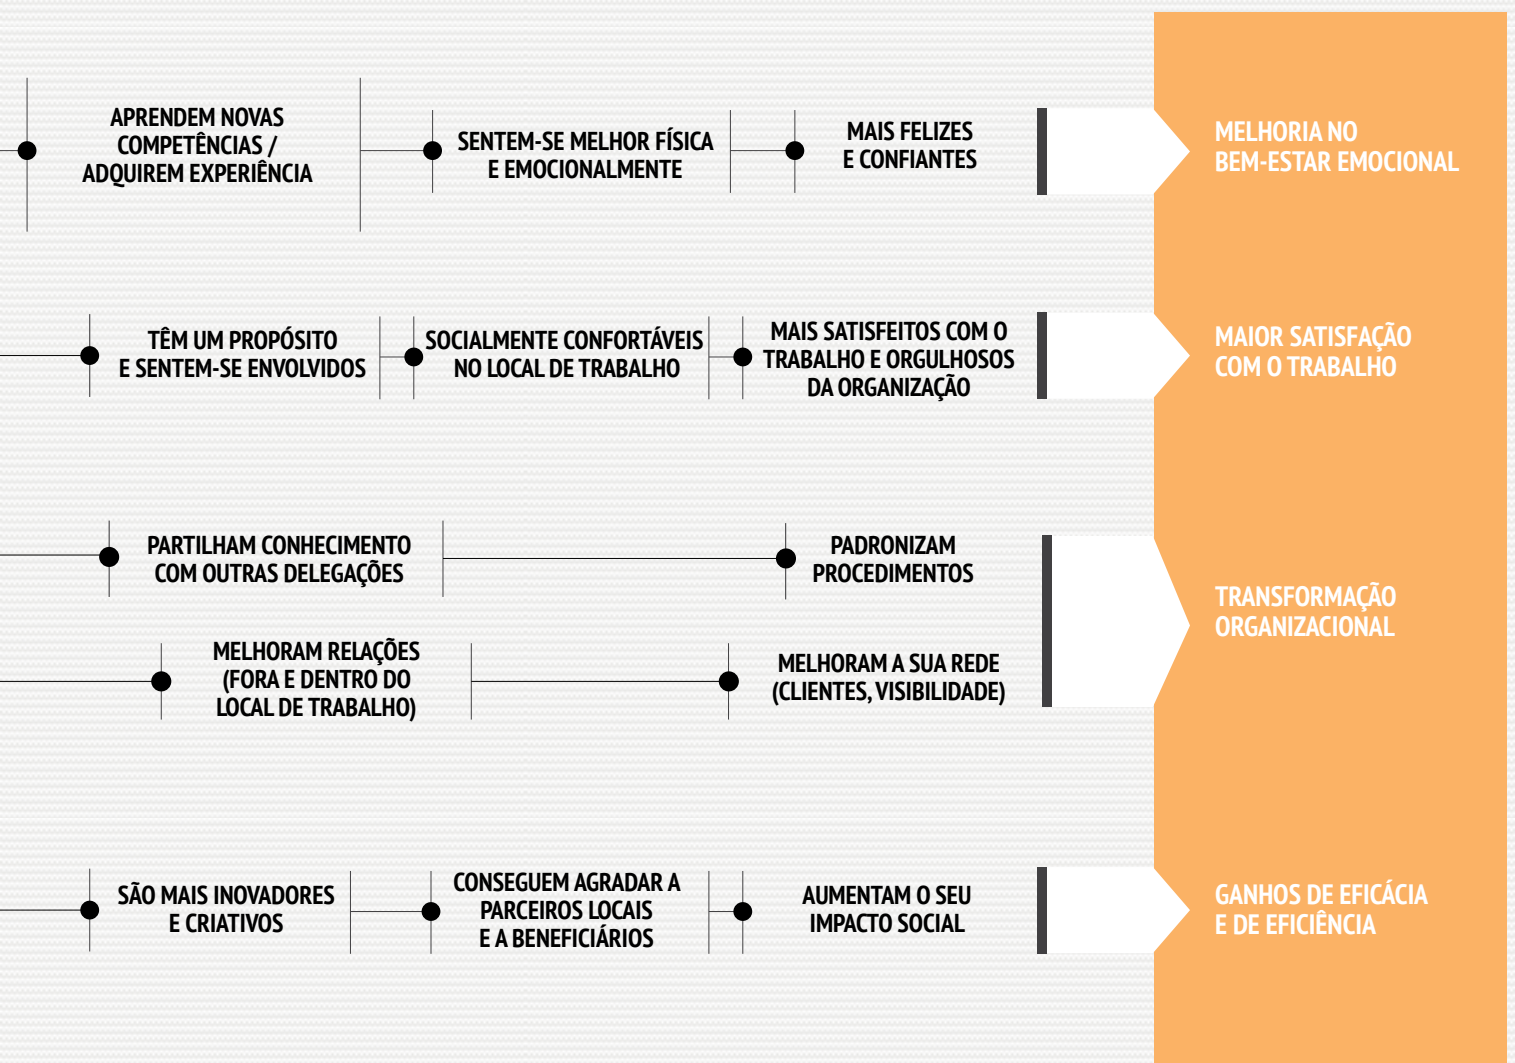 APRENDEM NOVAS
COMPETÊNCIAS /
ADQUIREM EXPERIÊNCIA
SENTEM-SE MELHOR FÍSICA
E EMOCIONALMENTE
MAIS FELIZES
E CONFIANTES
MELHORIA NO
BEM-ESTAR EMOCIONAL
TÊM UM PROPÓSITO
E SENTEM-SE ENVOLVIDOS
SOCIALMENTE CONFORTÁVEIS
NO LOCAL DE TRABALHO
MAIS SATISFEITOS COM O
TRABALHO E ORGULHOSOS
DA ORGANIZAÇÃO
MAIOR SATISFAÇÃO
COM O TRABALHO
PARTILHAM CONHECIMENTO
COM OUTRAS DELEGAÇÕES
PADRONIZAM
PROCEDIMENTOS
MELHORAM RELAÇÕES
(FORA E DENTRO DO
LOCAL DE TRABALHO)
MELHORAM A SUA REDE
(CLIENTES, VISIBILIDADE)
TRANSFORMAÇÃO
ORGANIZACIONAL
SÃO MAIS INOVADORES
E CRIATIVOS
CONSEGUEM AGRADAR A
PARCEIROS LOCAIS
E A BENEFICIÁRIOS
AUMENTAM O SEU
IMPACTO SOCIAL
GANHOS DE EFICÁCIA
E DE EFICIÊNCIA